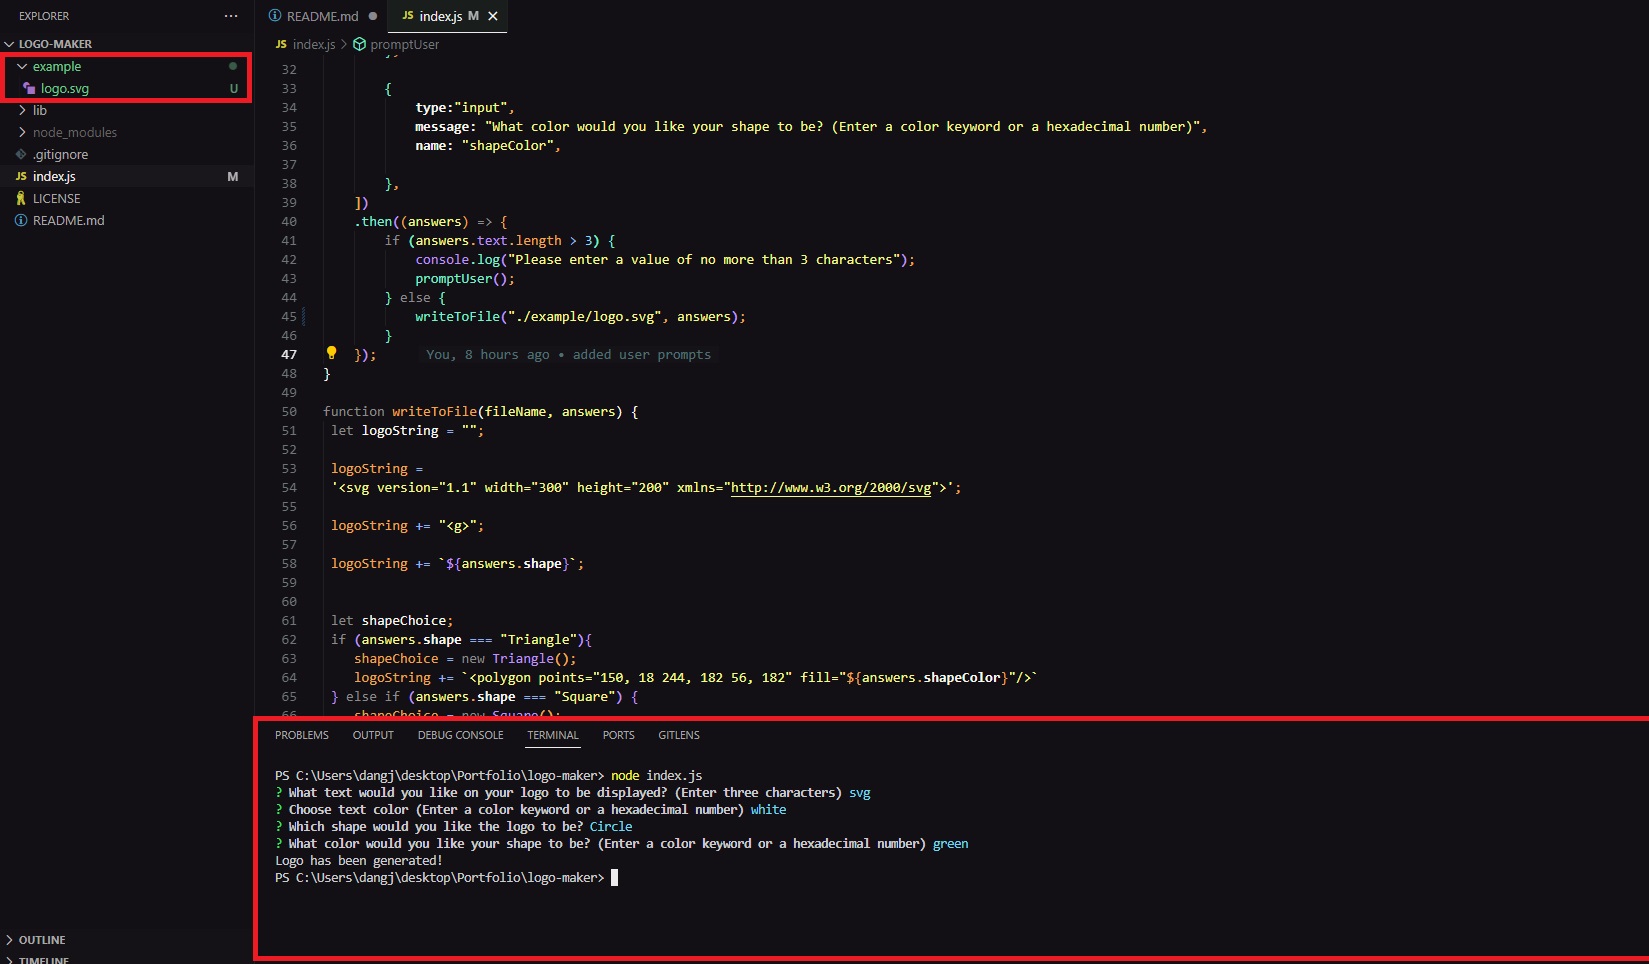 EXPLORER ...
LOGO-MAKER
example
logo.svg U
lib
node_modules
.gitignore
JS index.js M
LICENSE
README.md
OUTLINE
TIMELINE
README.md
JS index.js M
JS index.js > promptUser
32
33 {
34 type:"input",
35 message: "What color would you like your shape to be? (Enter a color keyword or a hexadecimal number)",
36 name: "shapeColor",
37
38 },
39 ])
40 .then((answers) => {
41 if (answers.text.length > 3) {
42 console.log("Please enter a value of no more than 3 characters");
43 promptUser();
44 } else {
45 writeToFile("./example/logo.svg", answers);
46 }
47 }); You, 8 hours ago • added user prompts
48 }
49
50 function writeToFile(fileName, answers) {
51 let logoString = "";
52
53 logoString =
54 '<svg version="1.1" width="300" height="200" xmlns="http://www.w3.org/2000/svg">';
55
56 logoString += "<g>";
57
58 logoString += `${answers.shape}`;
59
60
61 let shapeChoice;
62 if (answers.shape === "Triangle"){
63 shapeChoice = new Triangle();
64 logoString += `<polygon points="150, 18 244, 182 56, 182" fill="${answers.shapeColor}"/>`
65 } else if (answers.shape === "Square") {
66 shapeChoice = new Square();
PROBLEMS OUTPUT DEBUG CONSOLE TERMINAL PORTS GITLENS
PS C:\Users\dangj\desktop\Portfolio\logo-maker> node index.js
? What text would you like on your logo to be displayed? (Enter three characters) svg
? Choose text color (Enter a color keyword or a hexadecimal number) white
? Which shape would you like the logo to be? Circle
? What color would you like your shape to be? (Enter a color keyword or a hexadecimal number) green
Logo has been generated!
PS C:\Users\dangj\desktop\Portfolio\logo-maker>